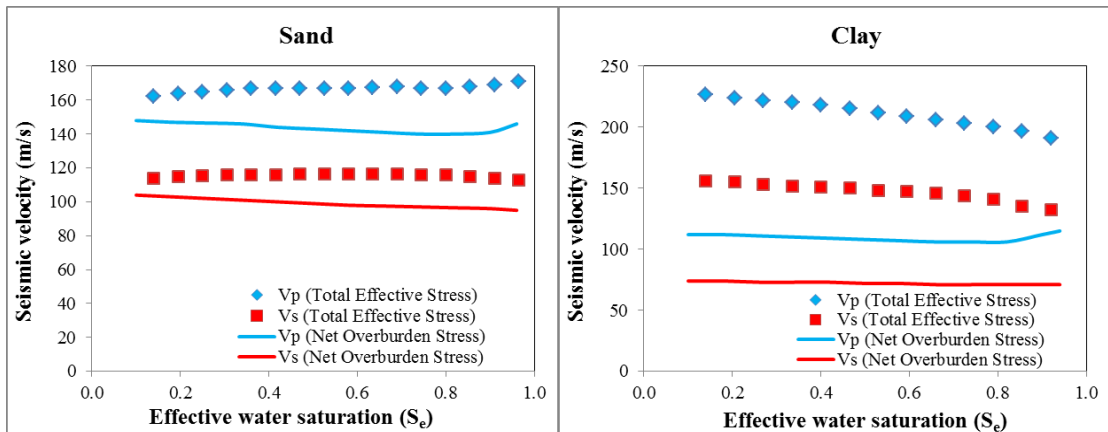 Sand
Seismic velocity (m/s)
180
160
140
120
100
80
60
40
20
0
0.0 0.2 0.4 0.6 0.8 1.0
Effective water saturation (Se)
Vp (Total Effective Stress)
Vs (Total Effective Stress)
Vp (Net Overburden Stress)
Vs (Net Overburden Stress)
Clay
Seismic velocity (m/s)
250
200
150
100
50
0
0.0 0.2 0.4 0.6 0.8 1.0
Effective water saturation (Se)
Vp (Total Effective Stress)
Vs (Total Effective Stress)
Vp (Net Overburden Stress)
Vs (Net Overburden Stress)